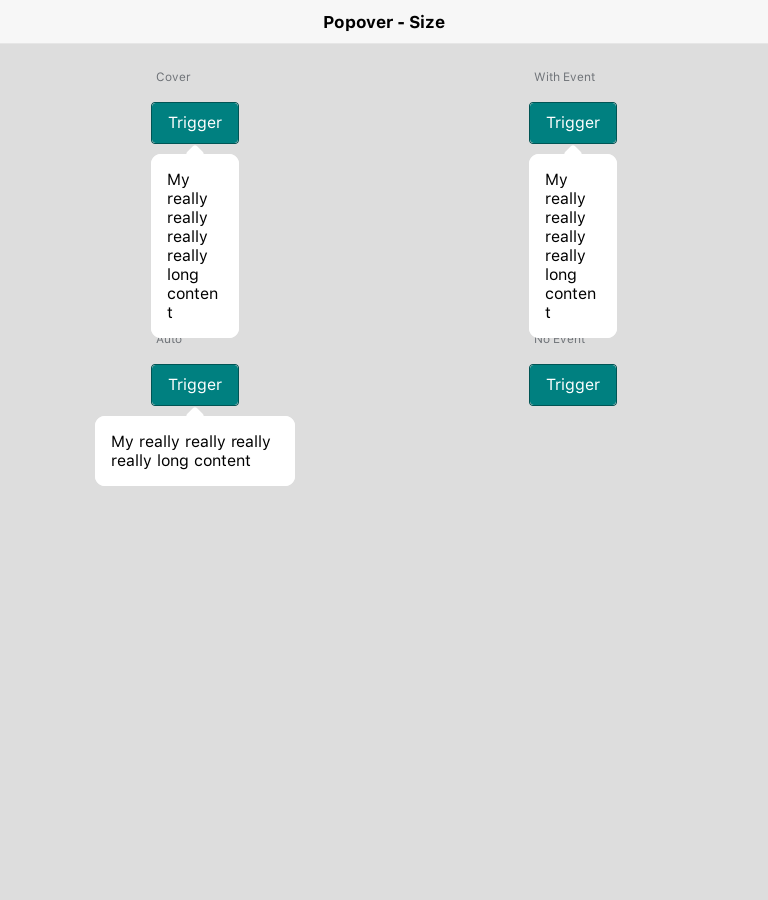 Popover - Size
Cover
Trigger
My
really
really
really
really
long
conten
t
With Event
Trigger
My
really
really
really
really
long
conten
t
Auto
Trigger
My really really really
really long content
No Event
Trigger